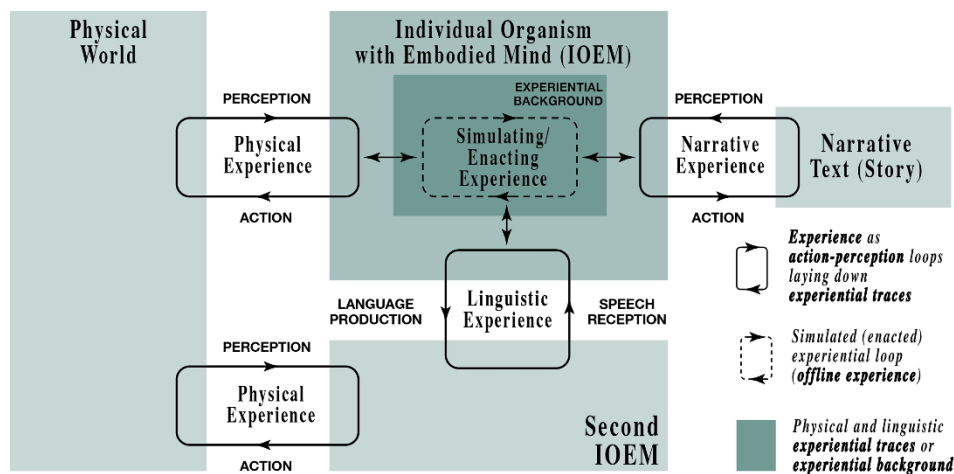 Physical
World
Individual Organism
with Embodied Mind (IOEM)
EXPERIENTIAL
BACKGROUND
PERCEPTION
Physical
Experience
ACTION
Simulating/
Enacting
Experience
PERCEPTION
Narrative
Experience
ACTION
Narrative
Text (Story)
LANGUAGE
PRODUCTION
Linguistic
Experience
SPEECH
RECEPTION
PERCEPTION
Physical
Experience
ACTION
Second
IOEM
Experience as
action-perception loops
laying down
experiential traces
Simulated (enacted)
experiential loop
(offline experience)
Physical and linguistic
experiential traces or
experiential background